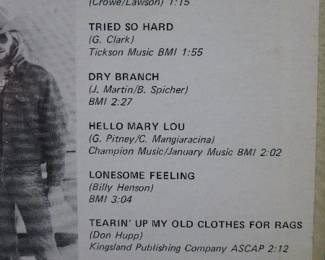 (Crowe/Lawson) 1:15
TRIED SO HARD
(G. Clark)
Tickson Music BMI 1:55
DRY BRANCH
(J. Martin/B. Spicher)
BMI 2:27
HELLO MARY LOU
(G. Pitney/C. Mangiaracina)
Champion Music/January Music BMI 2:02
LONESOME FEELING
(Billy Henson)
BMI 3:04
TEARIN' UP MY OLD CLOTHES FOR RAGS
(Don Hupp)
Kingsland Publishing Company ASCAP 2:12